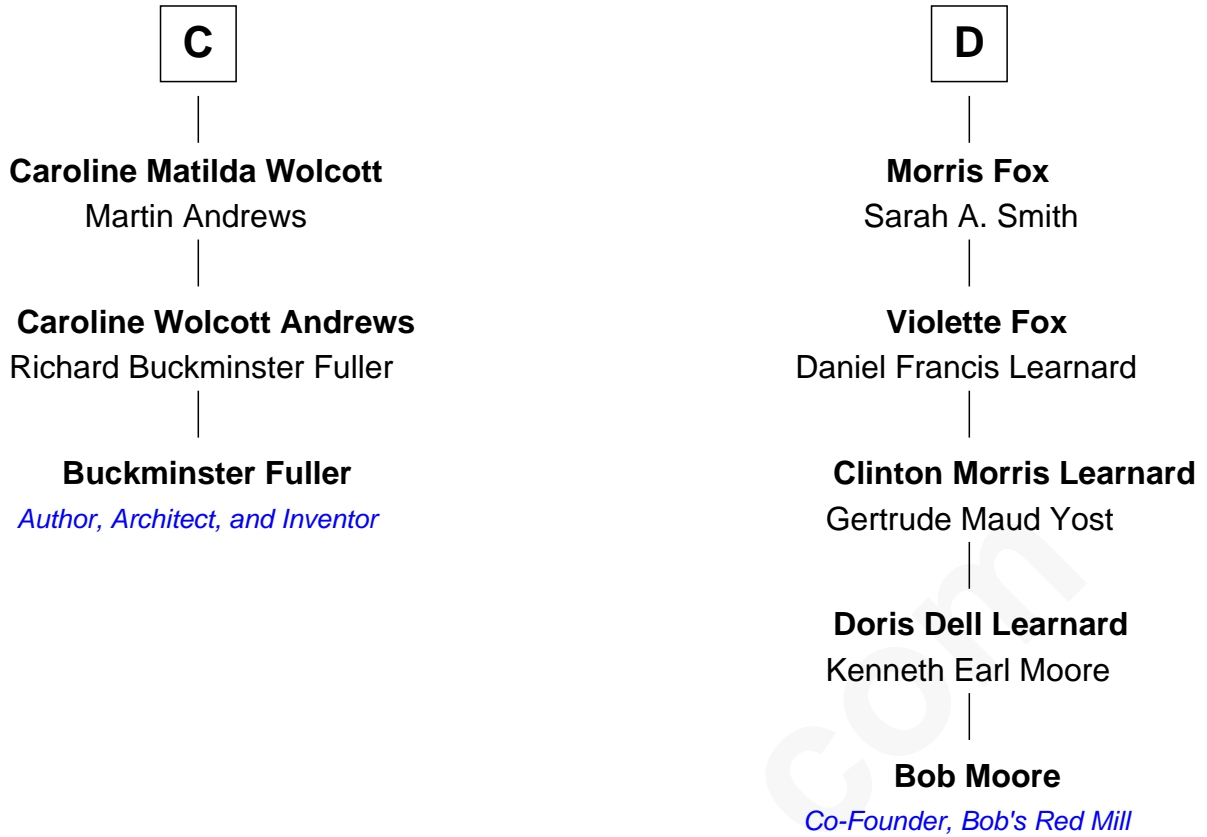 C
Caroline Matilda Wolcott
Martin Andrews
Caroline Wolcott Andrews
Richard Buckminster Fuller
Buckminster Fuller
Author, Architect, and Inventor
D
Morris Fox
Sarah A. Smith
Violette Fox
Daniel Francis Learnard
Clinton Morris Learnard
Gertrude Maud Yost
Doris Dell Learnard
Kenneth Earl Moore
Bob Moore
Co-Founder, Bob's Red Mill
com